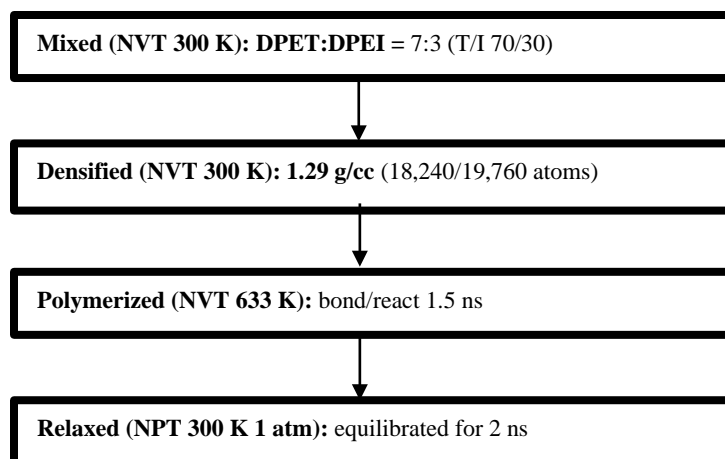 Mixed (NVT 300 K): DPET:DPEI = 7:3 (T/I 70/30)
Densified (NVT 300 K): 1.29 g/cc (18,240/19,760 atoms)
Polymerized (NVT 633 K): bond/react 1.5 ns
Relaxed (NPT 300 K 1 atm): equilibrated for 2 ns